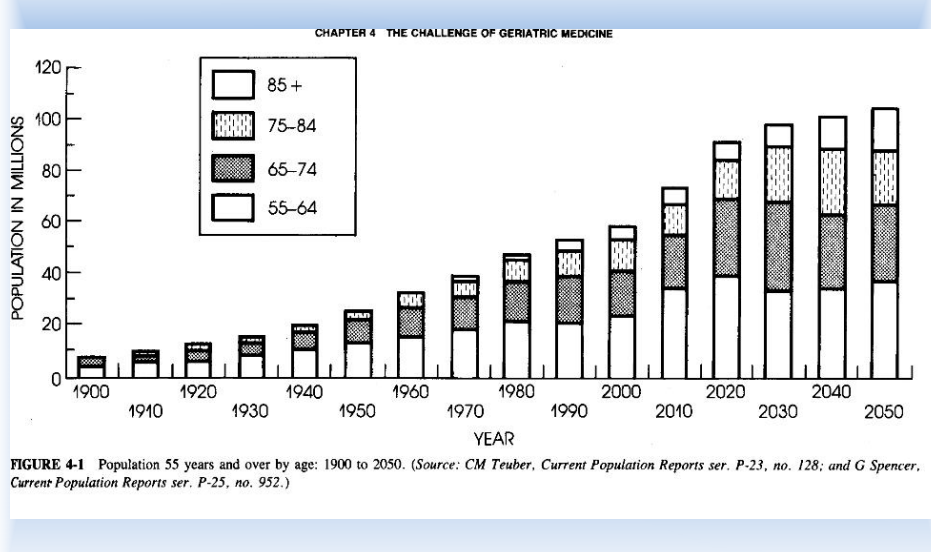 CHAPTER 4 THE CHALLENGE OF GERIATRIC MEDICINE
POPULATION IN MILLIONS
120
100
80
60
40
20
0
85+
75–84
65–74
55–64
1900 1920 1940 1960 1980 2000 2020 2040
1910 1930 1950 1970 1990 2010 2030 2050
YEAR
FIGURE 4-1 Population 55 years and over by age: 1900 to 2050. (Source: CM Teuber, Current Population Reports ser. P-23, no. 128; and G Spencer,
Current Population Reports ser. P-25, no. 952.)